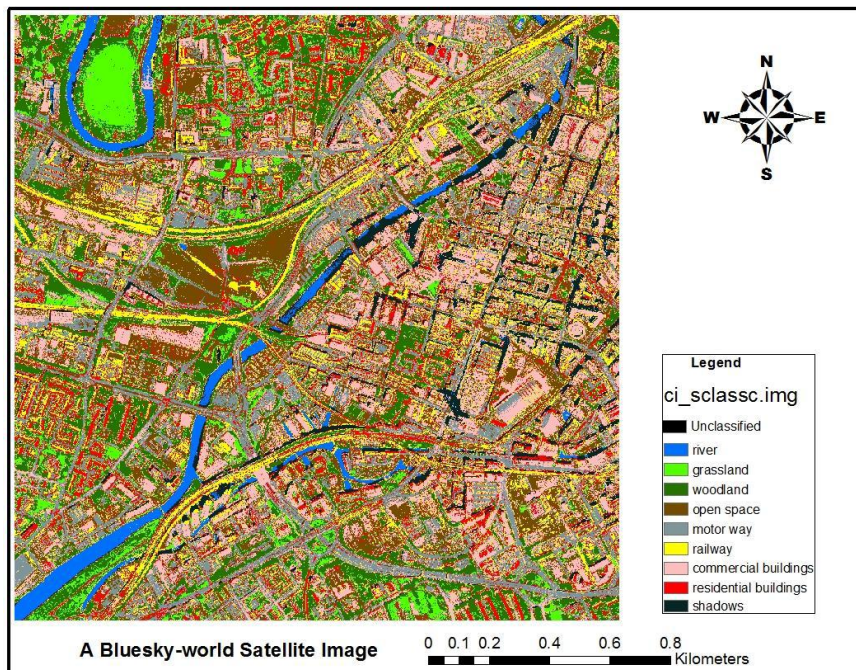 N
W E
S
Legend
ci_sclassc.img
Unclassified
river
grassland
woodland
open space
motor way
railway
commercial buildings
residential buildings
shadows
A Bluesky-world Satellite Image
0 0.1 0.2 0.4 0.6 0.8
Kilometers